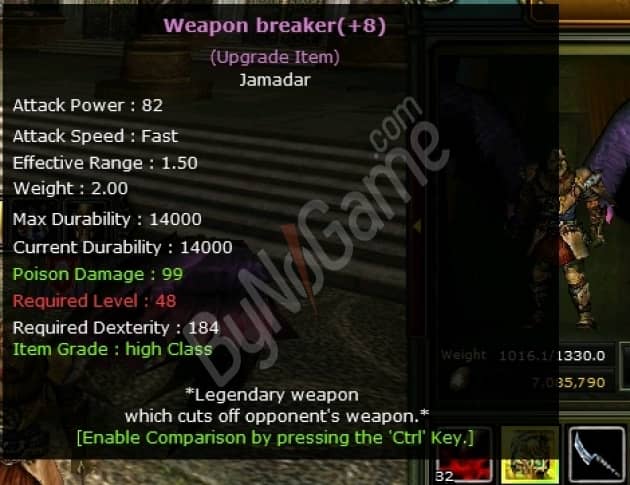 Weapon breaker(+8)
(Upgrade Item)
Jamadar
Attack Power : 82
Attack Speed : Fast
Effective Range : 1.50
Weight : 2.00
Max Durability : 14000
Current Durability : 14000
Poison Damage : 99
Required Level : 48
Required Dexterity : 184
Item Grade : high Class
*Legendary weapon
which cuts off opponent's weapon.*
[Enable Comparison by pressing the 'Ctrl' Key.]
ByNoGame.com
Weight 1016.1/1330.0
7,035,790
32